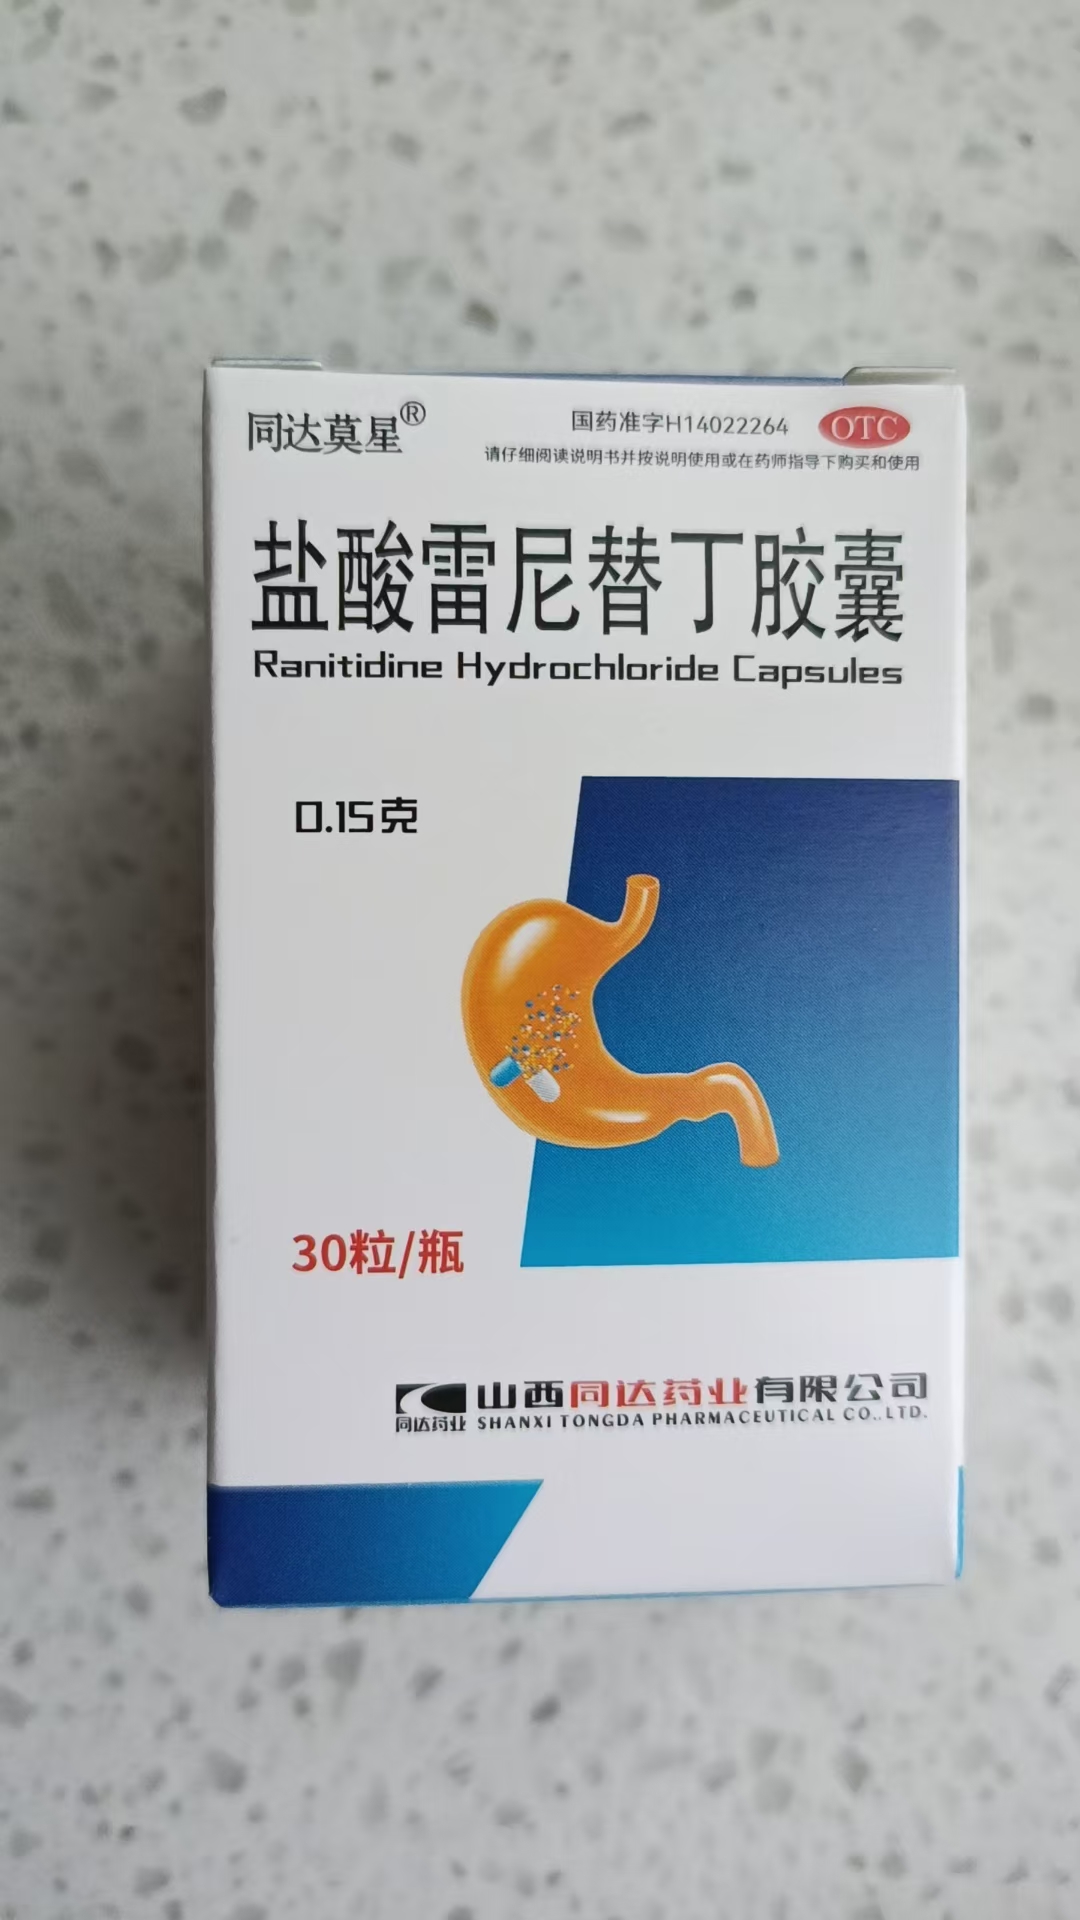 同达莫星®
国药准字H14022264 OTC
请仔细阅读说明书并按说明使用或在药师指导下购买和使用
盐酸雷尼替丁胶囊
Ranitidine Hydrochloride Capsules
0.15克
30粒/瓶
山西同达药业有限公司
同达药业 SHANXI TONGDA PHARMACEUTICAL CO.,LTD.